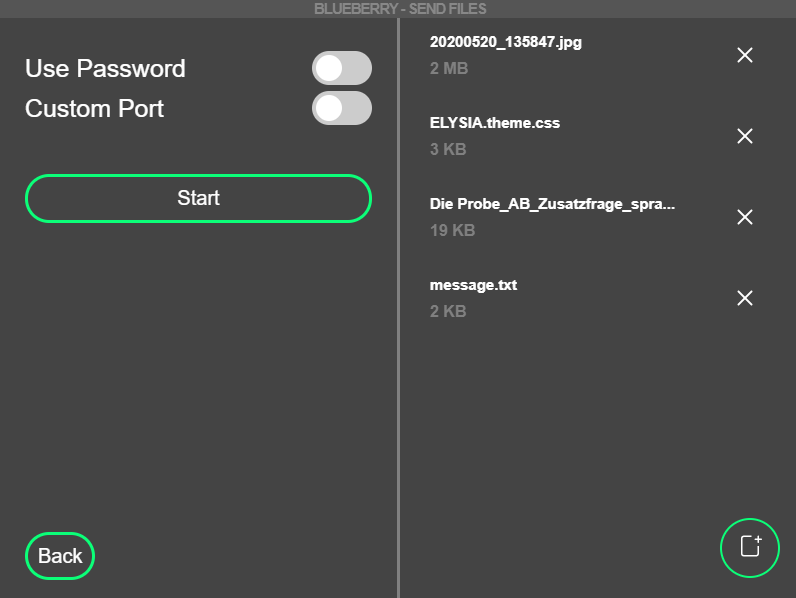 BLUEBERRY - SEND FILES
Use Password
Custom Port
Start
Back
20200520_135847.jpg
2 MB
ELYSIA.theme.css
3 KB
Die Probe_AB_Zusatzfrage_spra...
19 KB
message.txt
2 KB